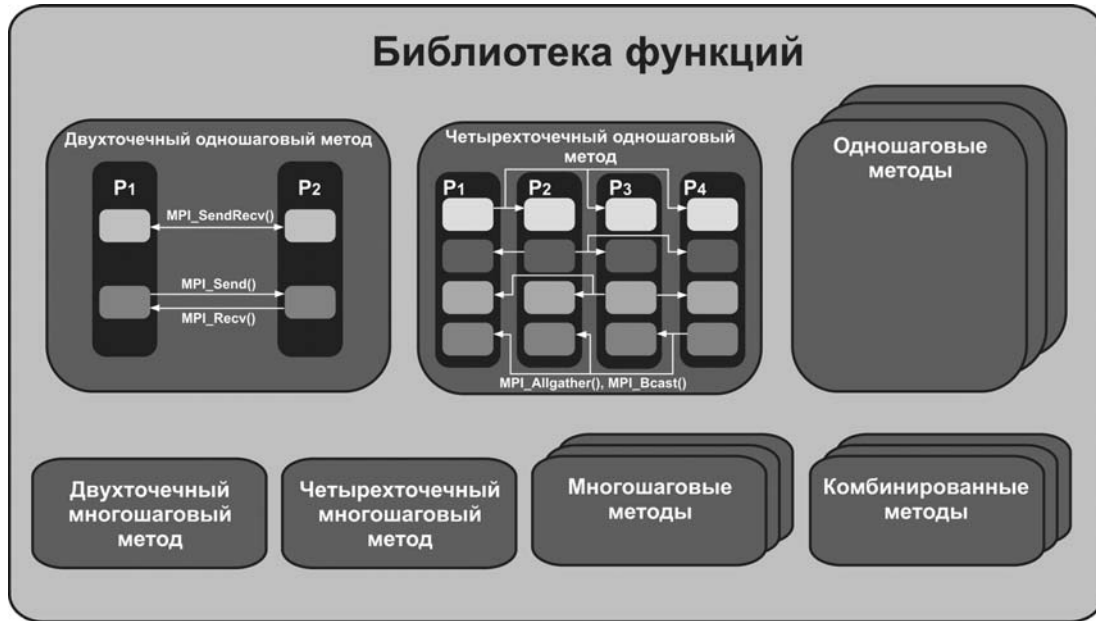 Библиотека функций
Двухточечный одношаговый метод
P1
P2
MPI_SendRecv()
MPI_Send()
MPI_Recv()
Четырехточечный одношаговый
метод
P1
P2
P3
P4
MPI_Allgather(), MPI_Bcast()
Одношаговые
методы
Двухточечный
многошаговый
метод
Четырехточечный
многошаговый
метод
Многошаговые
методы
Комбинированные
методы